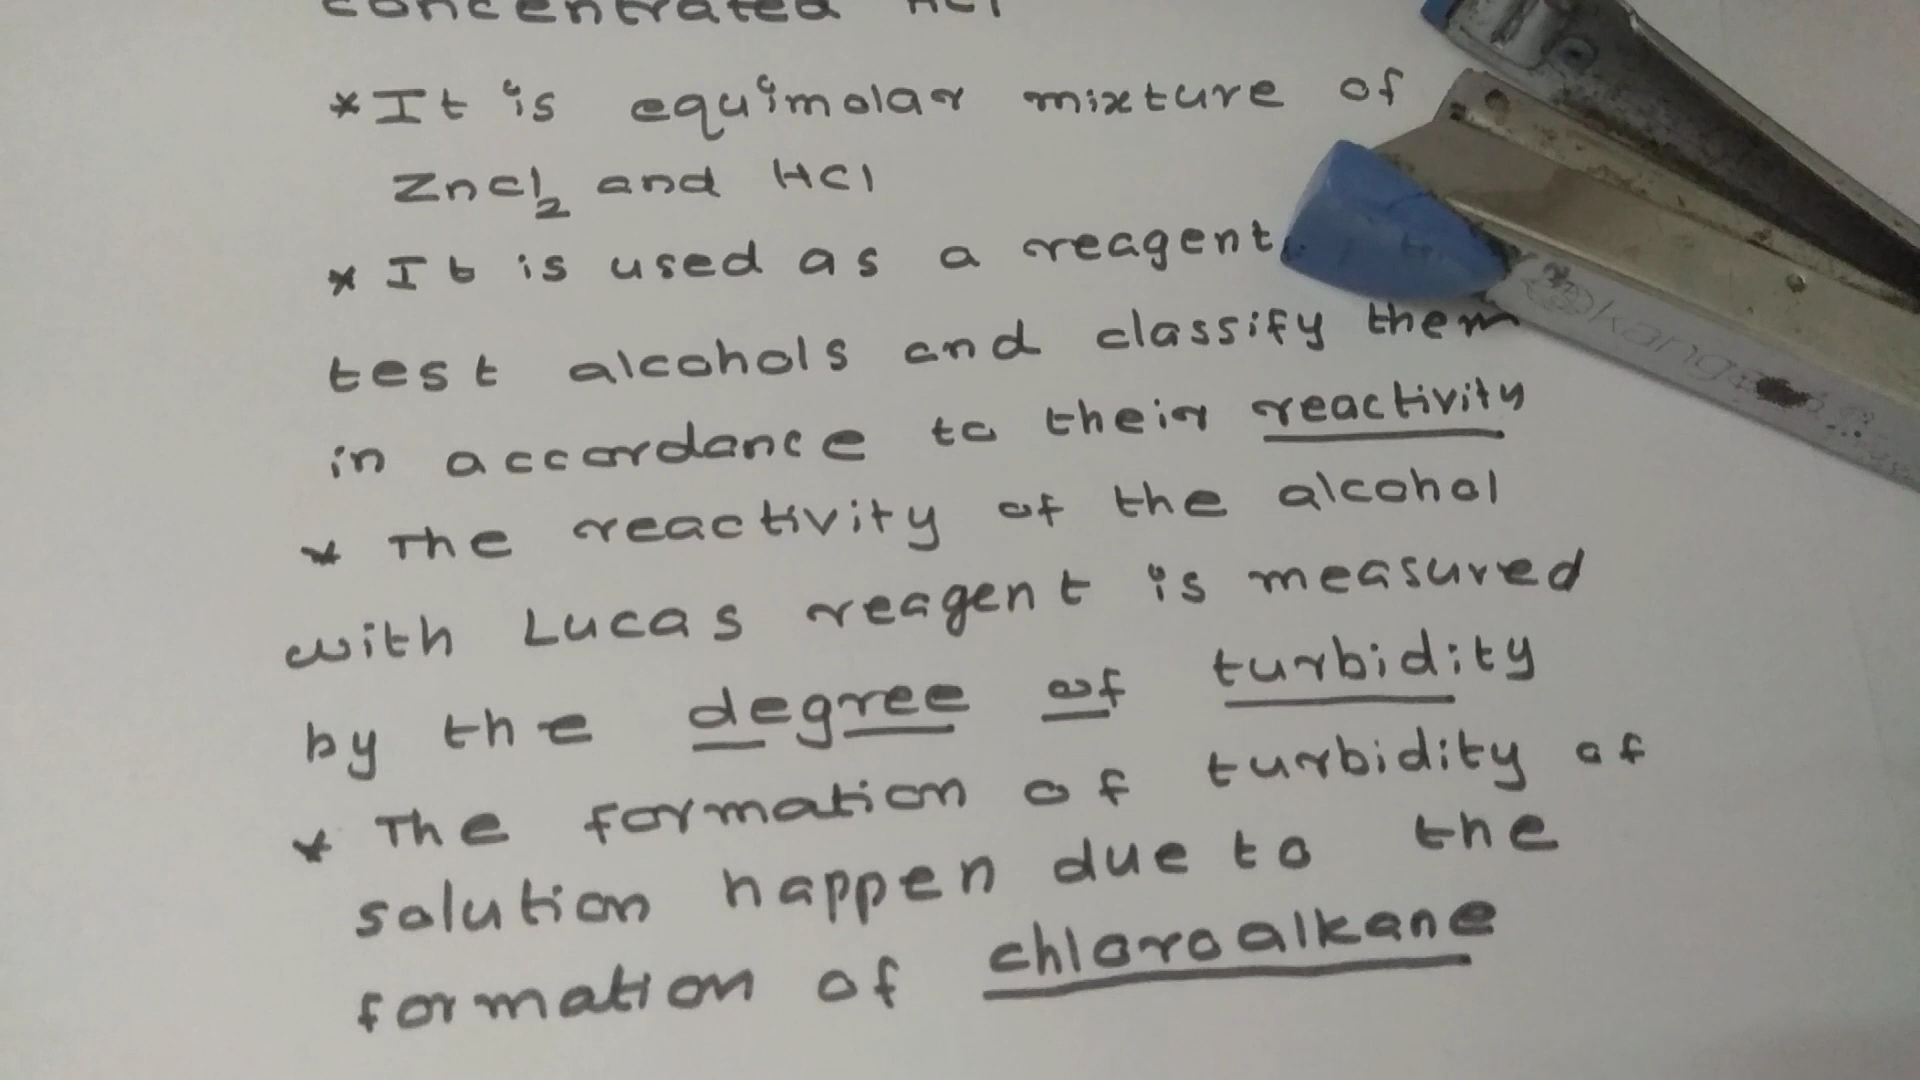 concentrated HCl
* It is equimolar mixture of
ZnCl2 and HCl
* It is used as a reagent
test alcohols and classify them
in accordance to their reactivity
* The reactivity of the alcohol
with Lucas reagent is measured
by the degree of turbidity
* The formation of turbidity of
solution happen due to the
formation of chloroalkane